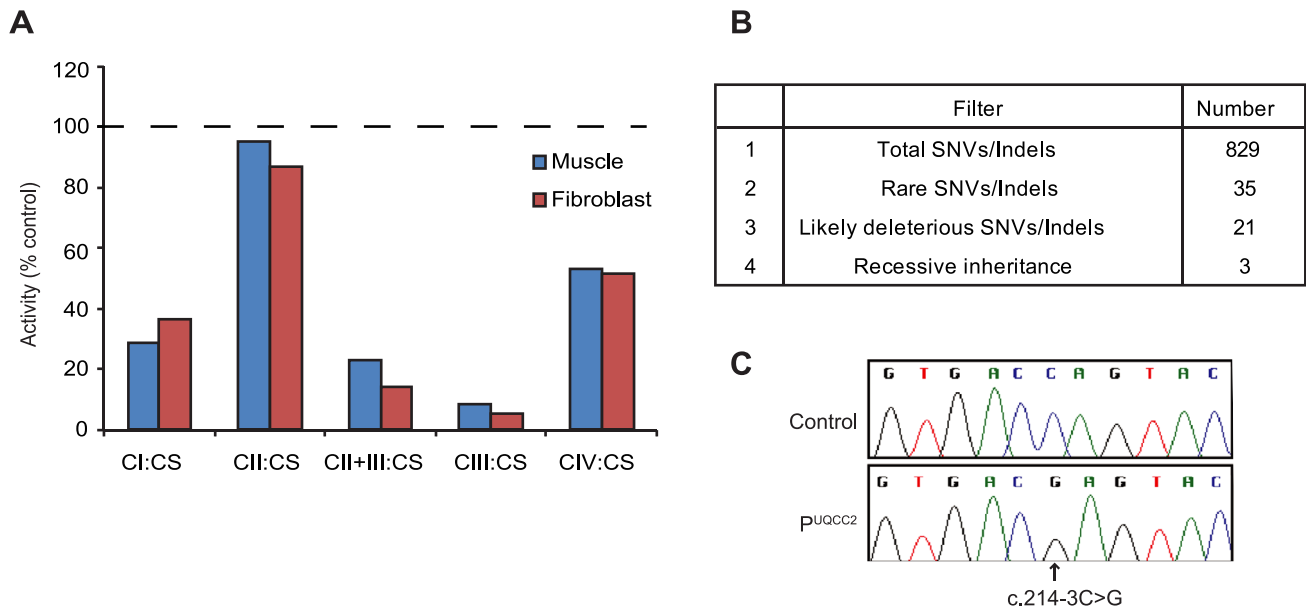 A
120
100
80
60
40
20
0
Activity (% control)
Muscle
Fibroblast
CI:CS CII:CS CII+III:CS CIII:CS CIV:CS
B
Filter Number
1 Total SNVs/Indels 829
2 Rare SNVs/Indels 35
3 Likely deleterious SNVs/Indels 21
4 Recessive inheritance 3
C
G T G A C C A G T A C
Control
G T G A C G A G T A C
PUQCC2
c.214-3C>G